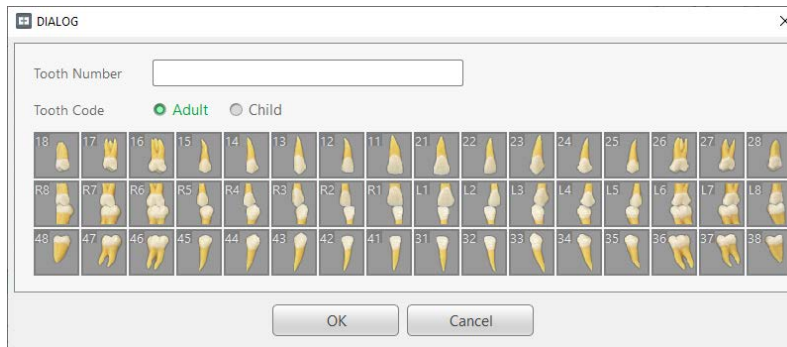 DIALOG
Tooth Number
Tooth Code Adult Child
18 17 16 15 14 13 12 11 21 22 23 24 25 26 27 28
R8 R7 R6 R5 R4 R3 R2 R1 L1 L2 L3 L4 L5 L6 L7 L8
48 47 46 45 44 43 42 41 31 32 33 34 35 36 37 38
OK Cancel